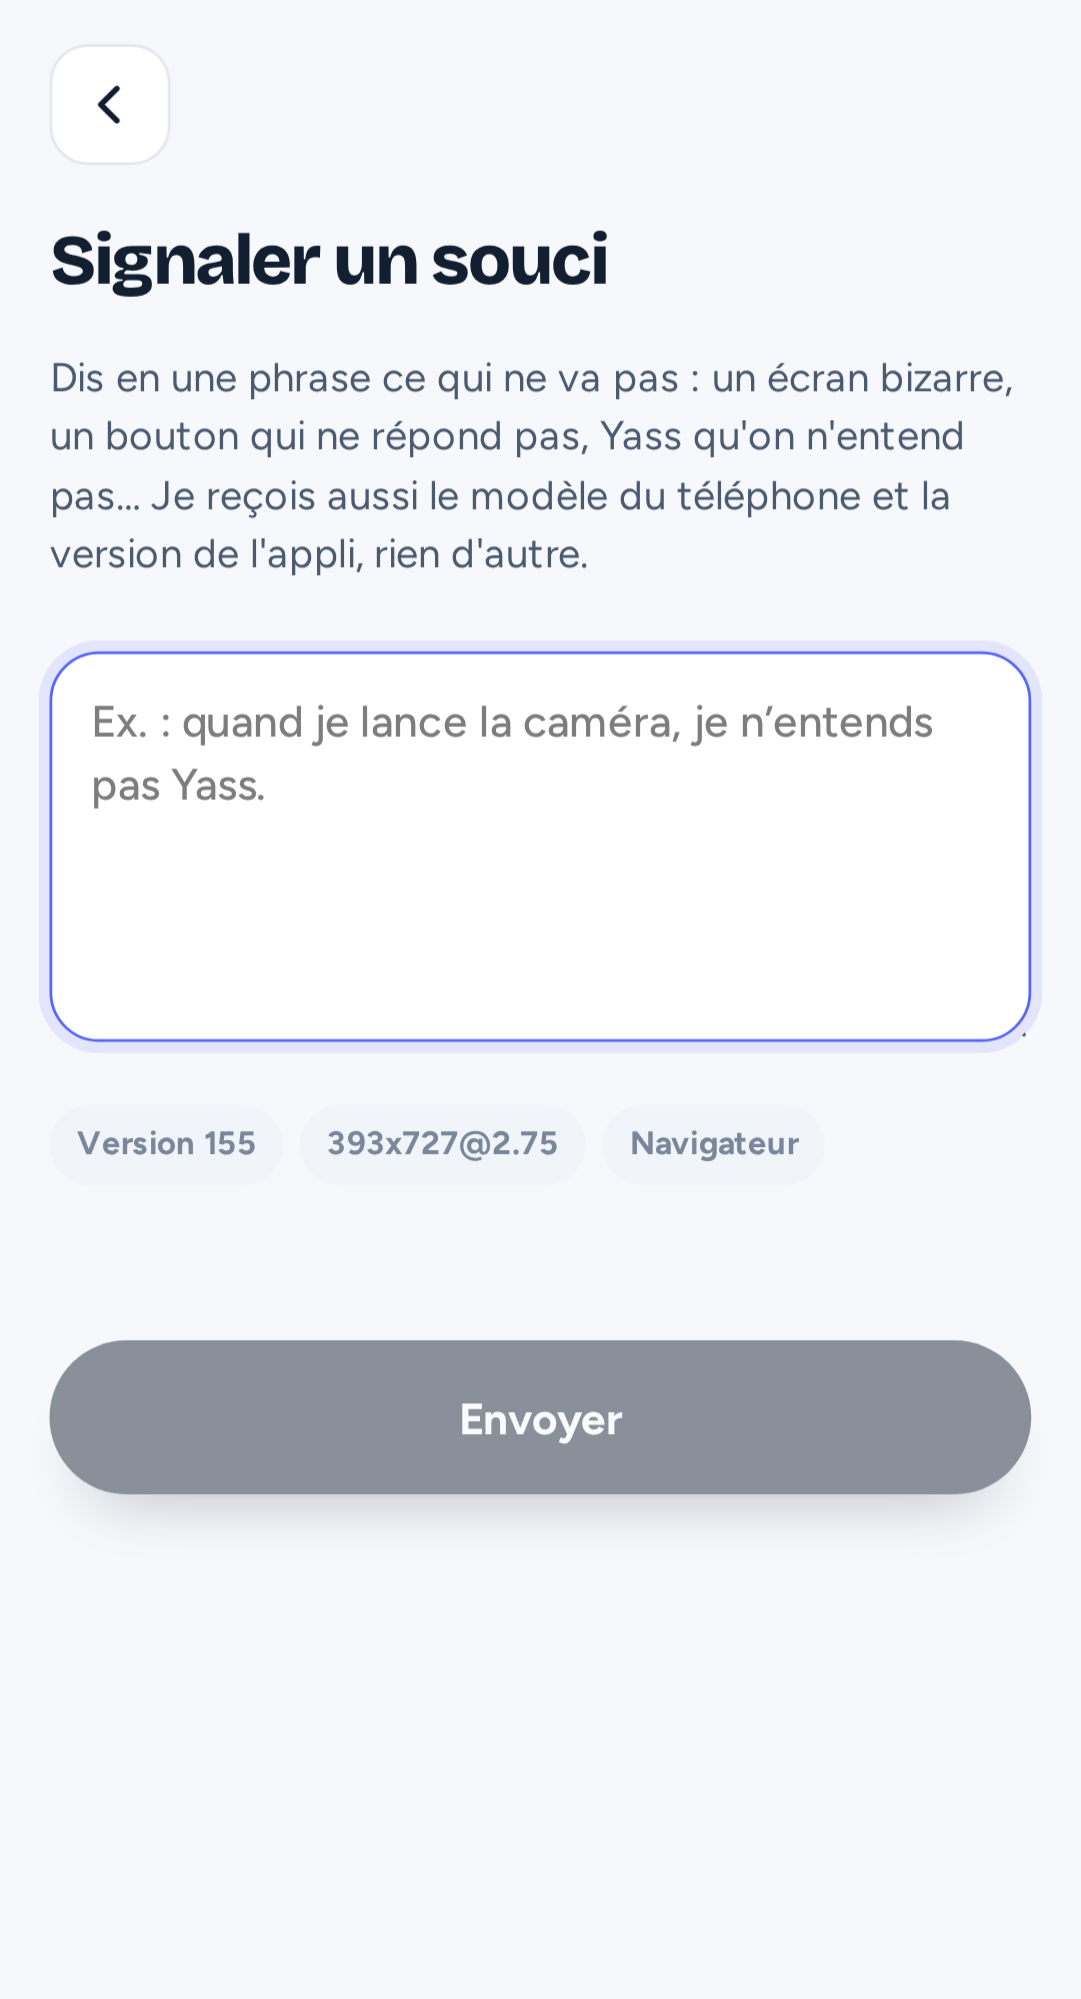 Signaler un souci
Dis en une phrase ce qui ne va pas : un écran bizarre,
un bouton qui ne répond pas, Yass qu'on n'entend
pas... Je reçois aussi le modèle du téléphone et la
version de l'appli, rien d'autre.
Ex. : quand je lance la caméra, je n’entends
pas Yass.
Version 155 393x727@2.75 Navigateur
Envoyer